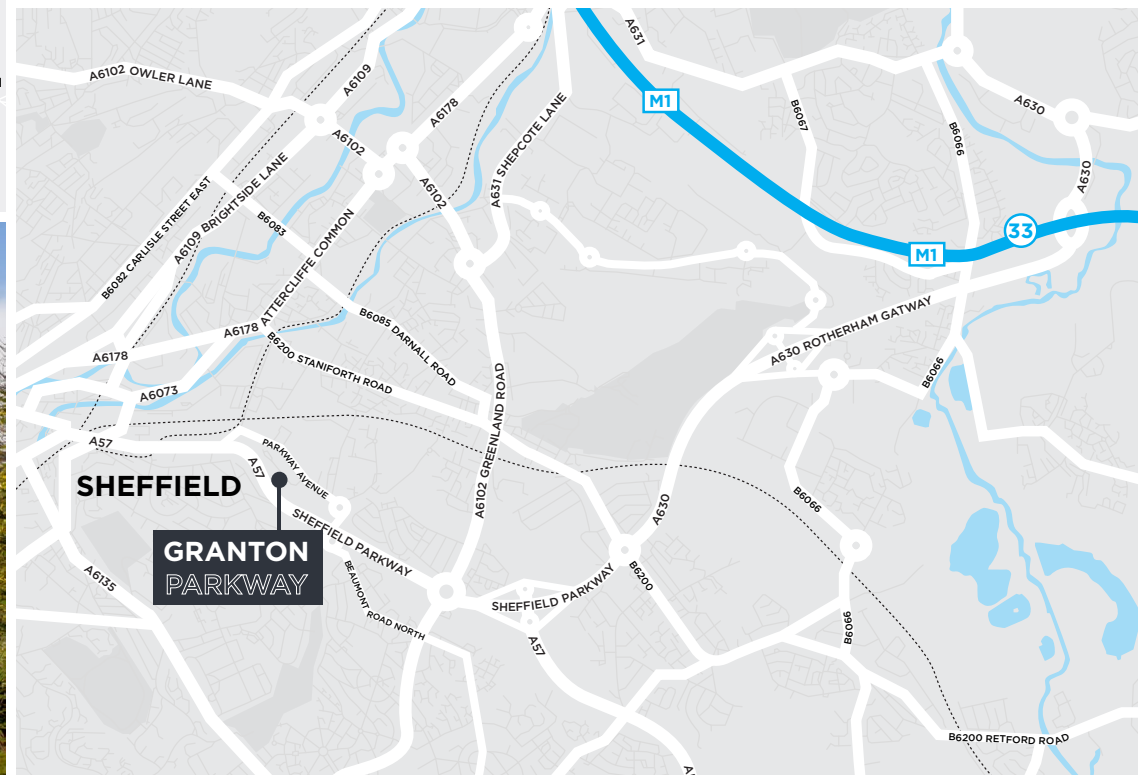 A631
M1
A6102 OWLER LANE
A6109
A6178
B6067
A630
A6102
B6066
A631 SHEPCOTE LANE
A630
A6102
B6082 CARLISLE STREET EAST
A6109 BRIGHTSIDE LANE
B6083
ATTERCLIFFE COMMON
33
M1
A6178
A6178
B6085 DARNALL ROAD
A630 ROTHERHAM GATWAY
B6200 STANIFORTH ROAD
A6073
B6066
A57
PARKWAY AVENUE
A57
SHEFFIELD
A6102 GREENLAND ROAD
A630
B6066
SHEFFIELD PARKWAY
GRANTON
PARKWAY
A6135
BEAUMONT ROAD NORTH
B6200
SHEFFIELD PARKWAY
A57
B6066
B6200 RETFORD ROAD